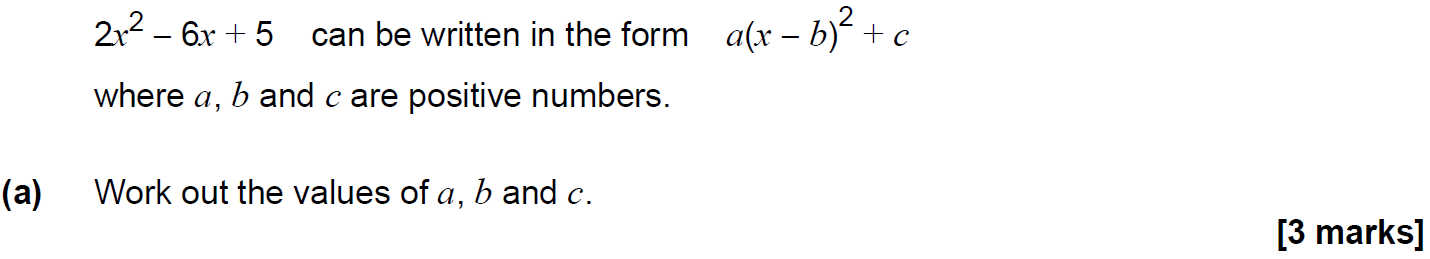 2x² – 6x + 5 can be written in the form a(x – b)² + c
where a, b and c are positive numbers.
(a) Work out the values of a, b and c.
[3 marks]